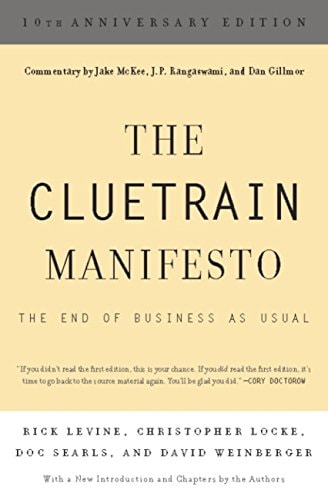 10TH ANNIVERSARY EDITION
Commentary by Jake McKee, J.P. Rangaswami, and Dan Gillmor
THE
CLUETRAIN
MANIFESTO
THE END OF BUSINESS AS USUAL
"If you didn't read the first edition, this is your chance. If you did read the first edition, it's
time to go back to the source material again. You'll be glad you did." —CORY DOCTOROW
RICK LEVINE, CHRISTOPHER LOCKE,
DOC SEARLS, AND DAVID WEINBERGER
With a New Introduction and Chapters by the Authors